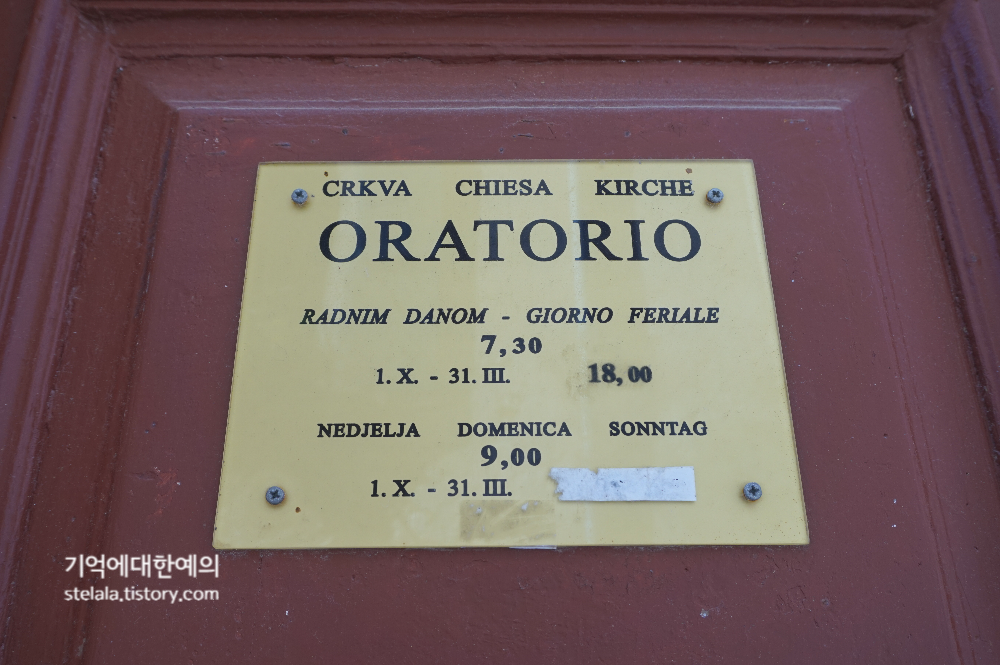 CRKVA CHIESA KIRCHE
ORATORIO
RADNIM DANOM - GIORNO FERIALE
7,30
1. X. - 31. III. 18,00
NEDJELJA DOMENICA SONNTAG
9,00
1. X. - 31. III.
기억에대한예의
stelala.tistory.com